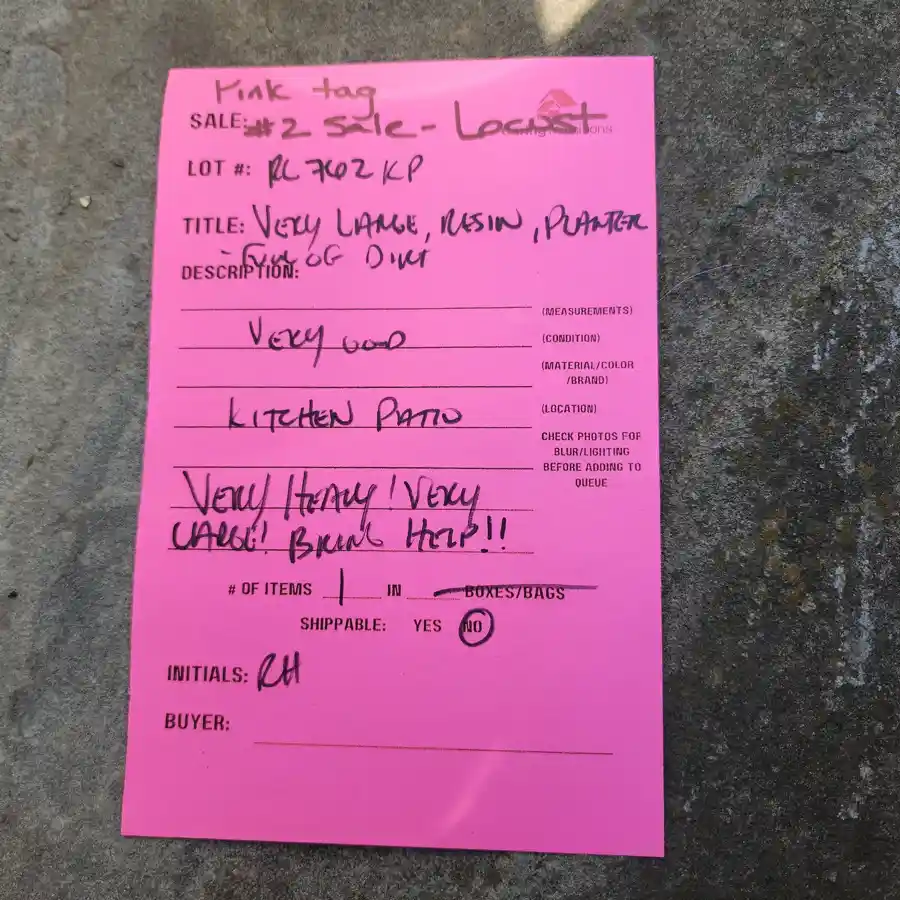 Pink tag
SALE: #2 Sale - Locust
LOT #: RL7602KP
TITLE: VERY LARGE, RESIN, PLANTER
- FULL OF DIRT
DESCRIPTION:
(MEASUREMENTS)
VERY GOOD (CONDITION)
(MATERIAL/COLOR
/BRAND)
KITCHEN PATIO (LOCATION)
CHECK PHOTOS FOR
BLUR/LIGHTING
BEFORE ADDING TO
QUEUE
VERY HEAVY! VERY
LARGE! BRING HELP!!
# OF ITEMS 1 IN BOXES/BAGS
SHIPPABLE: YES NO
INITIALS: RH
BUYER: